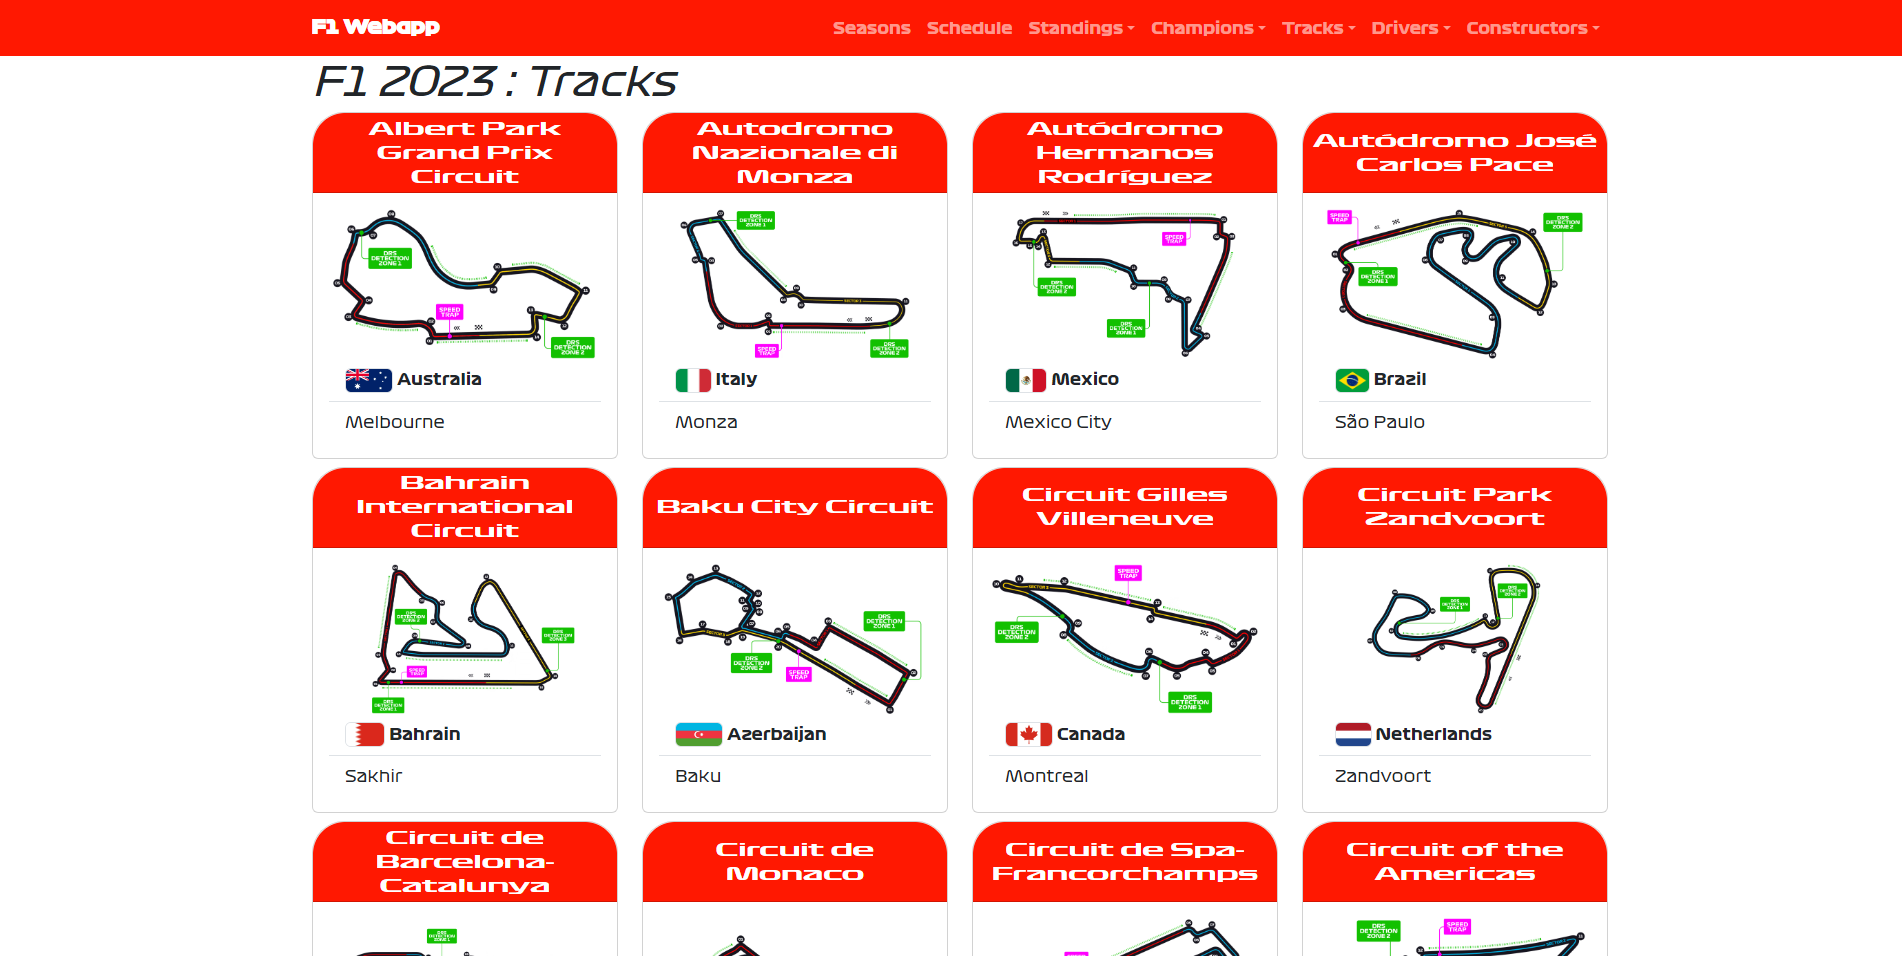 F1 Webapp
Seasons Schedule Standings Champions Tracks Drivers Constructors
F1 2023 : Tracks
Albert Park
Grand Prix
Circuit
DRS
DETECTION
ZONE 1
SPEED
TRAP
DRS
DETECTION
ZONE 2
Australia
Melbourne
Autodromo
Nazionale di
Monza
DRS
DETECTION
ZONE 1
SPEED
TRAP
DRS
DETECTION
ZONE 2
Italy
Monza
Autódromo
Hermanos
Rodríguez
SPEED
TRAP
DRS
DETECTION
ZONE 2
DRS
DETECTION
ZONE 1
Mexico
Mexico City
Autódromo José
Carlos Pace
SPEED
TRAP
DRS
DETECTION
ZONE 2
DRS
DETECTION
ZONE 1
Brazil
São Paulo
Bahrain
International
Circuit
DRS
DETECTION
ZONE 2
DRS
DETECTION
SPEED
TRAP
DRS
DETECTION
ZONE 1
Bahrain
Sakhir
Baku City Circuit
DRS
DETECTION
ZONE 1
DRS
DETECTION
ZONE 2
SPEED
TRAP
Azerbaijan
Baku
Circuit Gilles
Villeneuve
SPEED
TRAP
DRS
DETECTION
ZONE 2
DRS
DETECTION
ZONE 1
Canada
Montreal
Circuit Park
Zandvoort
DRS
DETECTION
ZONE 2
DRS
DETECTION
ZONE 1
Netherlands
Zandvoort
Circuit de
Barcelona-
Catalunya
DRS
DETECTION
ZONE 1
Circuit de
Monaco
Circuit de Spa-
Francorchamps
SPEED
Circuit of the
Americas
DRS
DETECTION
ZONE 2
SPEED
TRAP